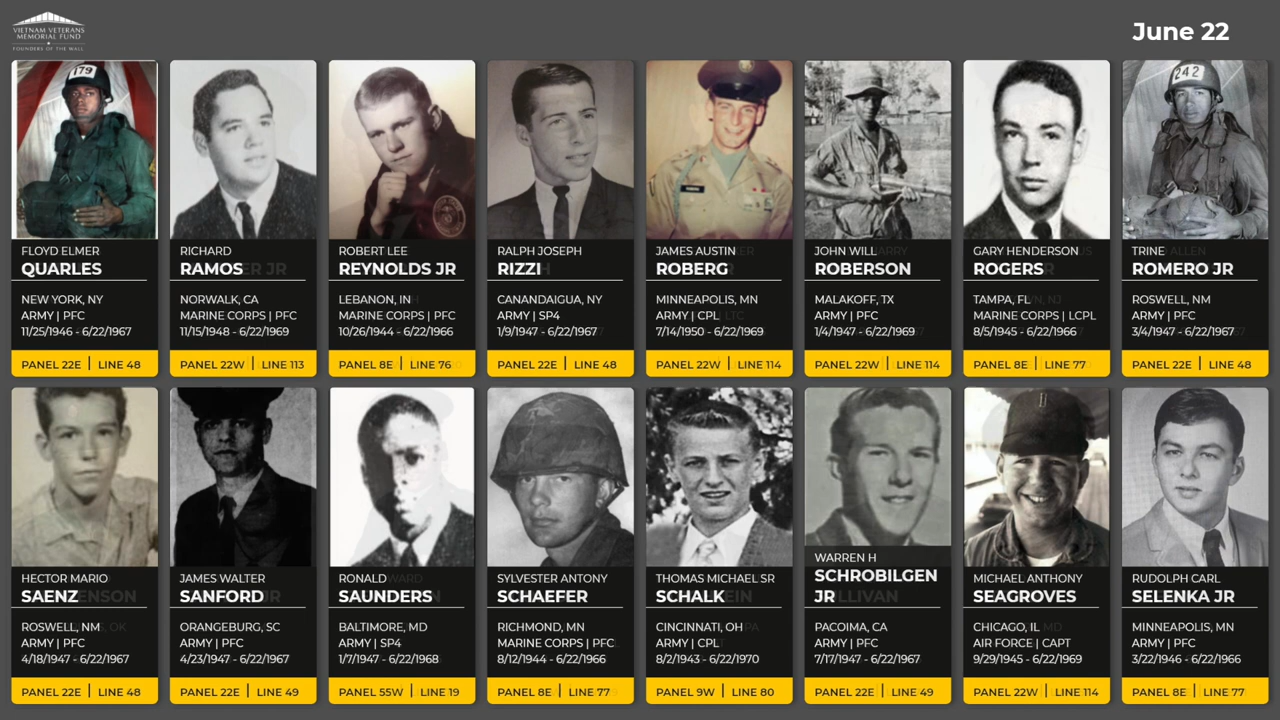 VIETNAM VETERANS
MEMORIAL FUND
FOUNDERS OF THE WALL
June 22
179
242
FLOYD ELMER
QUARLES
NEW YORK, NY
ARMY | PFC
11/25/1946 - 6/22/1967
PANEL 22E | LINE 48
RICHARD
RAMOS
NORWALK, CA
MARINE CORPS | PFC
11/15/1948 - 6/22/1969
PANEL 22W | LINE 113
ROBERT LEE
REYNOLDS JR
LEBANON, IN
MARINE CORPS | PFC
10/26/1944 - 6/22/1966
PANEL 8E | LINE 76
RALPH JOSEPH
RIZZI
CANANDAIGUA, NY
ARMY | SP4
1/9/1947 - 6/22/1967
PANEL 22E | LINE 48
JAMES AUSTIN
ROBERG
MINNEAPOLIS, MN
ARMY | CPL
7/14/1950 - 6/22/1969
PANEL 22W | LINE 114
JOHN WILL
ROBERSON
MALAKOFF, TX
ARMY | PFC
1/4/1947 - 6/22/1969
PANEL 22W | LINE 114
GARY HENDERSON
ROGERS
TAMPA, FL
MARINE CORPS | LCPL
8/5/1945 - 6/22/1966
PANEL 8E | LINE 77
TRINE
ROMERO JR
ROSWELL, NM
ARMY | PFC
3/4/1947 - 6/22/1967
PANEL 22E | LINE 48
HECTOR MARIO
SAENZ
ROSWELL, NM
ARMY | PFC
4/18/1947 - 6/22/1967
PANEL 22E | LINE 48
JAMES WALTER
SANFORD
ORANGEBURG, SC
ARMY | PFC
4/23/1947 - 6/22/1967
PANEL 22E | LINE 49
RONALD
SAUNDERS
BALTIMORE, MD
ARMY | SP4
1/7/1947 - 6/22/1968
PANEL 55W | LINE 19
SYLVESTER ANTONY
SCHAEFER
RICHMOND, MN
MARINE CORPS | PFC
8/12/1944 - 6/22/1966
PANEL 8E | LINE 77
THOMAS MICHAEL SR
SCHALK
CINCINNATI, OH
ARMY | CPL
8/2/1943 - 6/22/1970
PANEL 9W | LINE 80
WARREN H
SCHROBILGEN
JR
PACOIMA, CA
ARMY | PFC
7/17/1947 - 6/22/1967
PANEL 22E | LINE 49
MICHAEL ANTHONY
SEAGROVES
CHICAGO, IL
AIR FORCE | CAPT
9/29/1945 - 6/22/1969
PANEL 22W | LINE 114
RUDOLPH CARL
SELENKA JR
MINNEAPOLIS, MN
ARMY | PFC
3/22/1946 - 6/22/1966
PANEL 8E | LINE 77